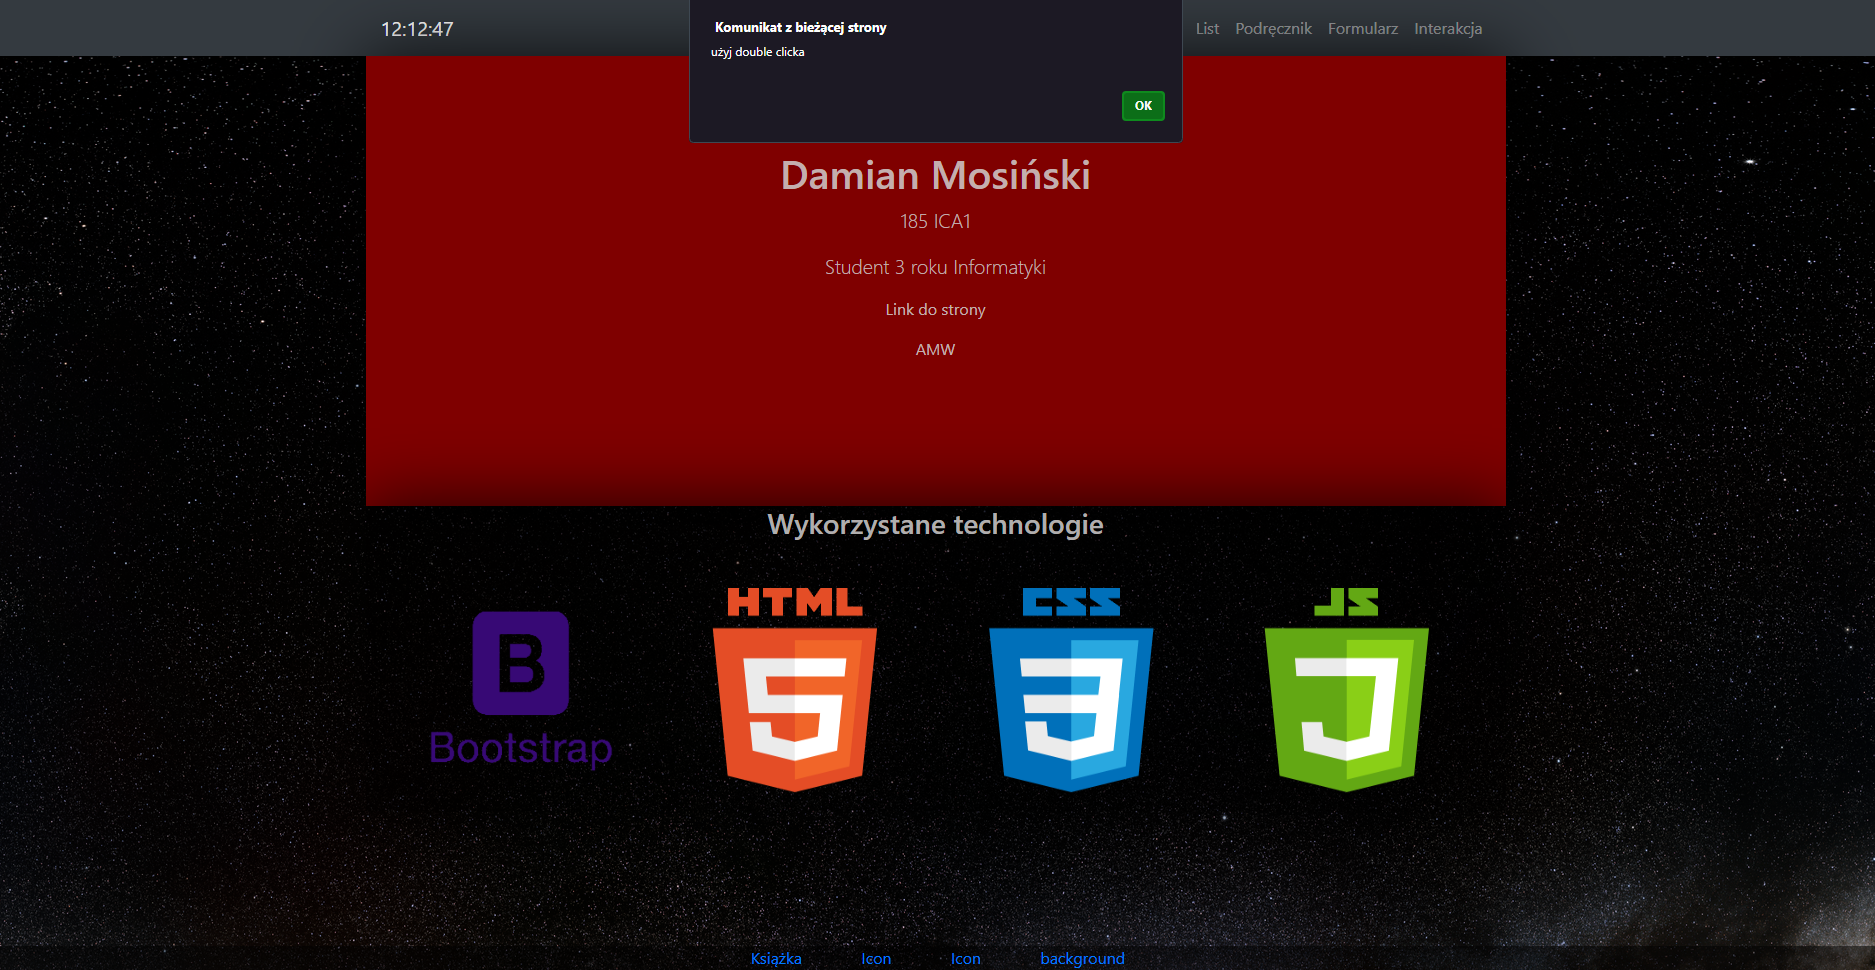 12:12:47
List Podręcznik Formularz Interakcja
Komunikat z bieżącej strony
użyj double clicka
OK
Damian Mosiński
185 ICA1
Student 3 roku Informatyki
Link do strony
AMW
Wykorzystane technologie
B
Bootstrap
HTML
5
CSS
3
JS
J
Książka Icon Icon background